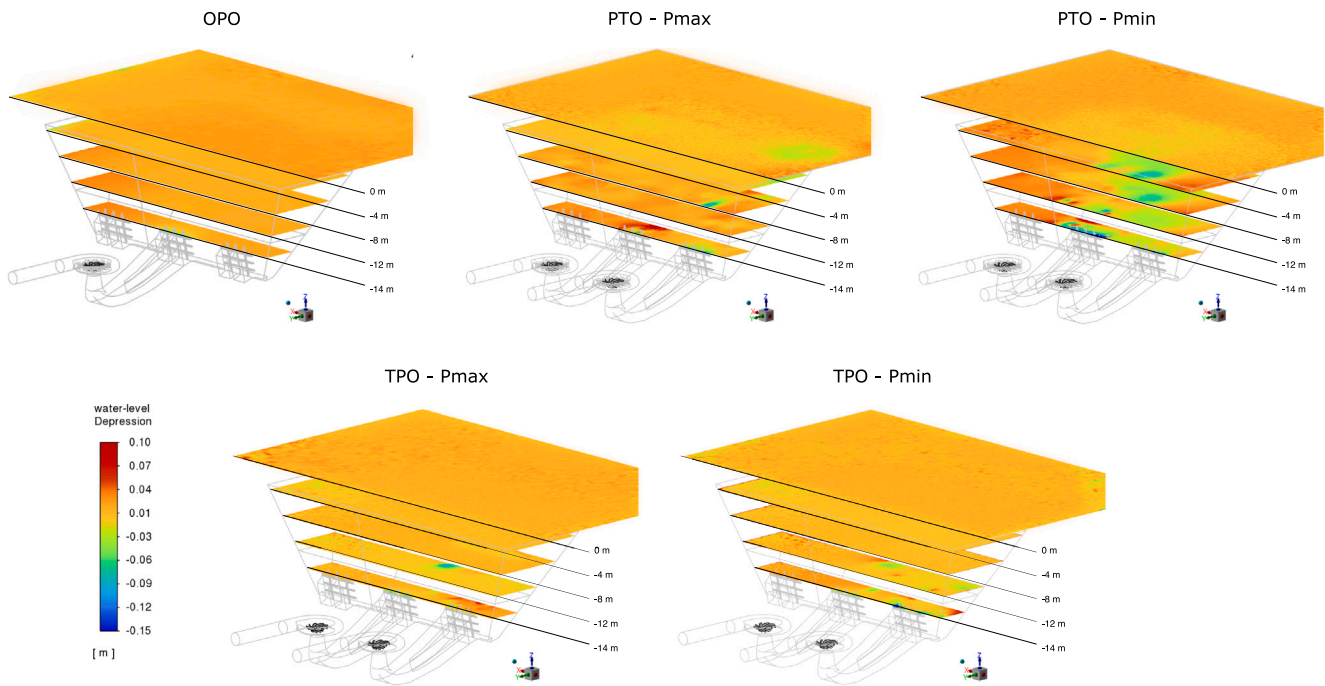 OPO
PTO - Pmax
PTO - Pmin
0 m
-4 m
-8 m
-12 m
-14 m
Z
X
Y
0 m
-4 m
-8 m
-12 m
-14 m
Z
X
Y
0 m
-4 m
-8 m
-12 m
-14 m
Z
X
Y
TPO - Pmax
TPO - Pmin
water-level
Depression
0.10
0.07
0.04
0.01
-0.03
-0.06
-0.09
-0.12
-0.15
[ m ]
0 m
-4 m
-8 m
-12 m
-14 m
Z
X
Y
0 m
-4 m
-8 m
-12 m
-14 m
Z
X
Y